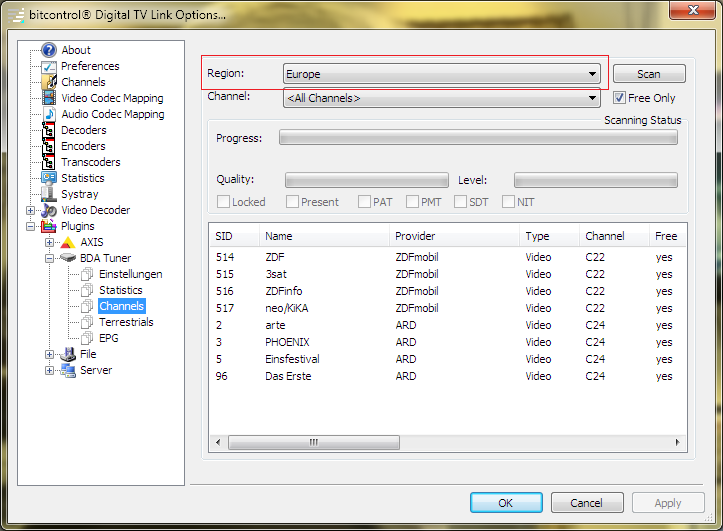 bitcontrol® Digital TV Link Options...
About
Preferences
Channels
Video Codec Mapping
Audio Codec Mapping
Decoders
Encoders
Transcoders
Statistics
Systray
Video Decoder
Plugins
AXIS
BDA Tuner
Einstellungen
Statistics
Channels
Terrestrials
EPG
File
Server
Region: Europe Scan
Channel: <All Channels> Free Only
Scanning Status
Progress:
Quality: Level:
Locked Present PAT PMT SDT NIT
SID Name Provider Type Channel Free
514 ZDF ZDFmobil Video C22 yes
515 3sat ZDFmobil Video C22 yes
516 ZDFinfo ZDFmobil Video C22 yes
517 neo/KiKA ZDFmobil Video C22 yes
2 arte ARD Video C24 yes
3 PHOENIX ARD Video C24 yes
5 Einsfestival ARD Video C24 yes
96 Das Erste ARD Video C24 yes
OK Cancel Apply